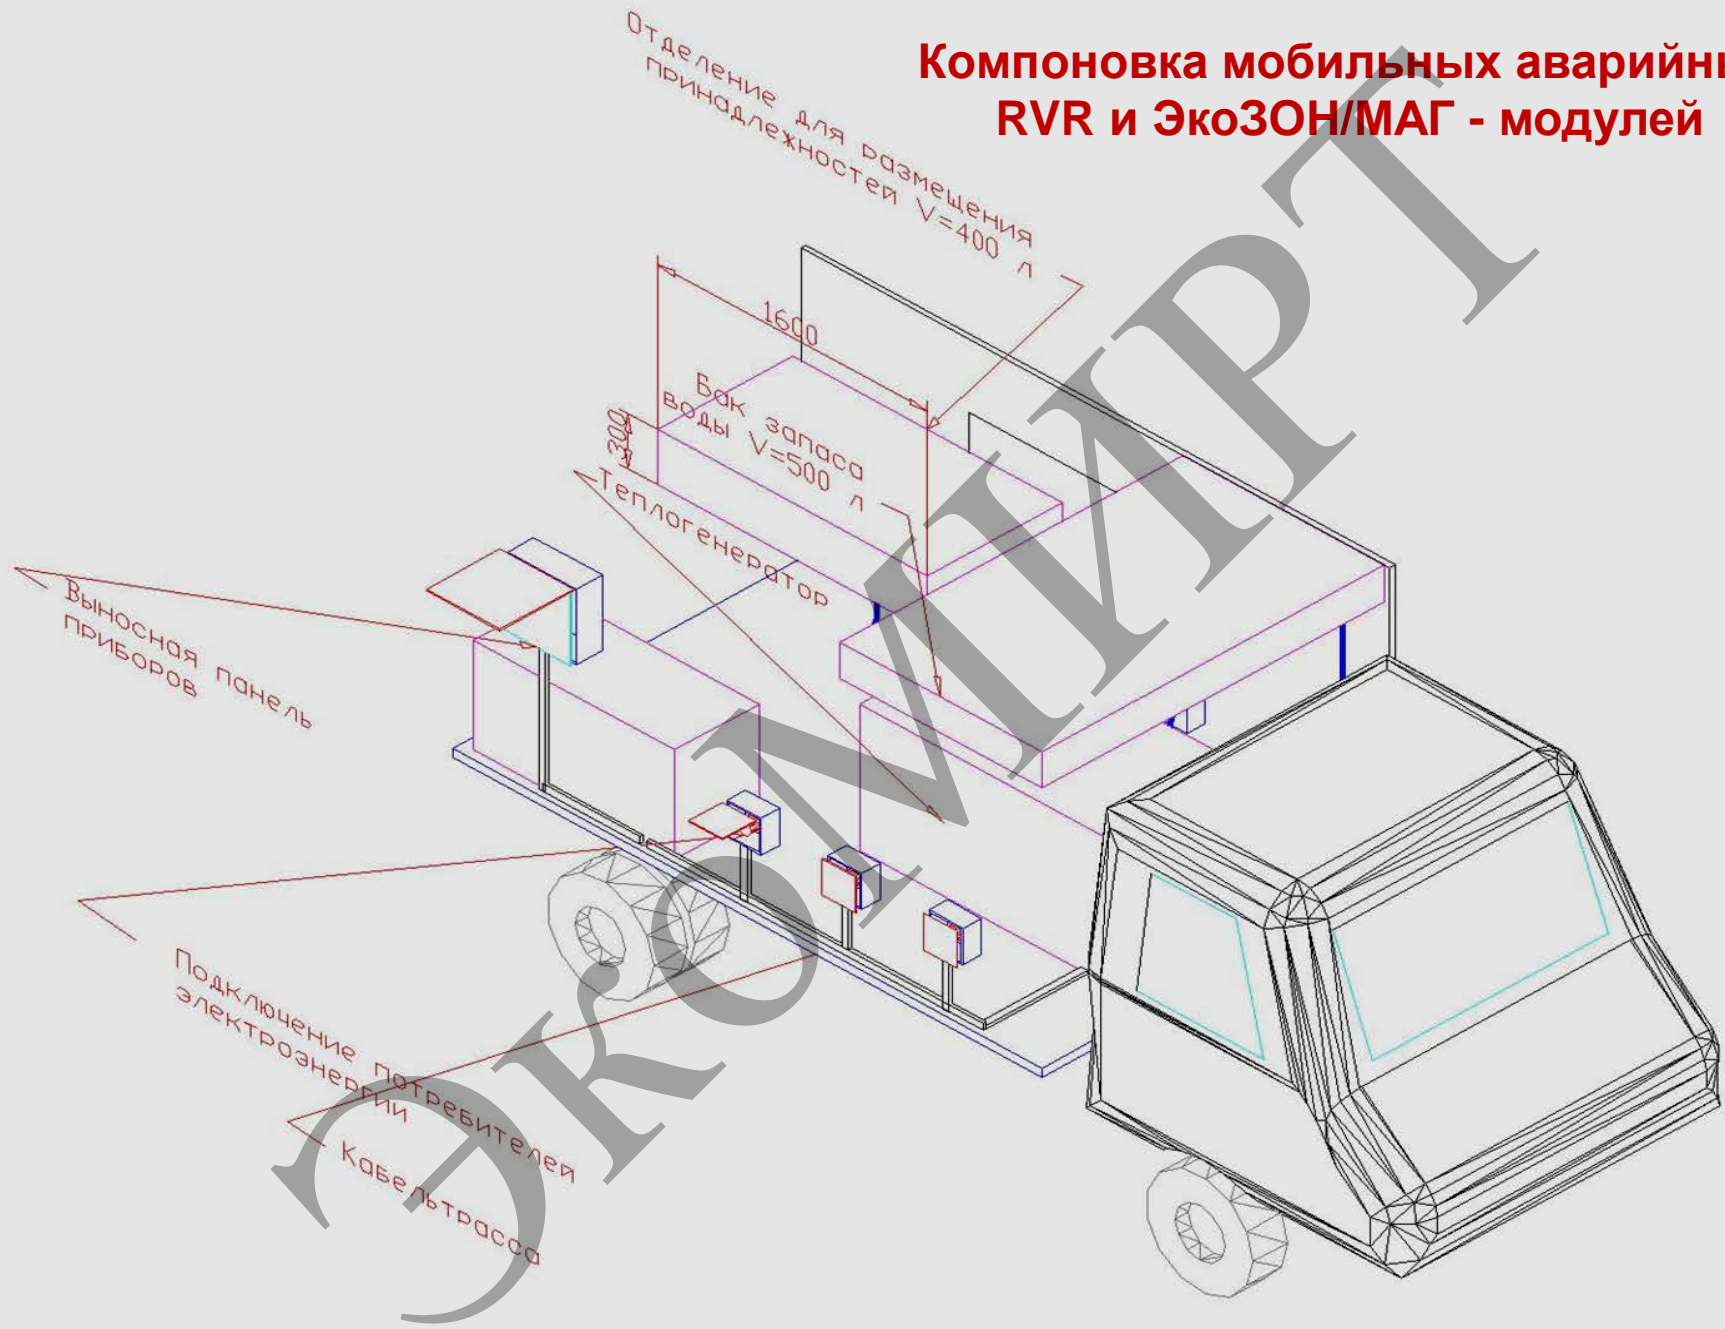 Компоновка мобильных аварийн
RVR и ЭкоЗОН/МАГ - модулей
Отделение для размещения
принадлежностей V=400 л
1600
300
Бак запаса
воды V=500 л
Теплогенератор
Выносная панель
приборов
Подключение потребителей
электроэнергии
Кабельтрасса
ЭКОМИРТ